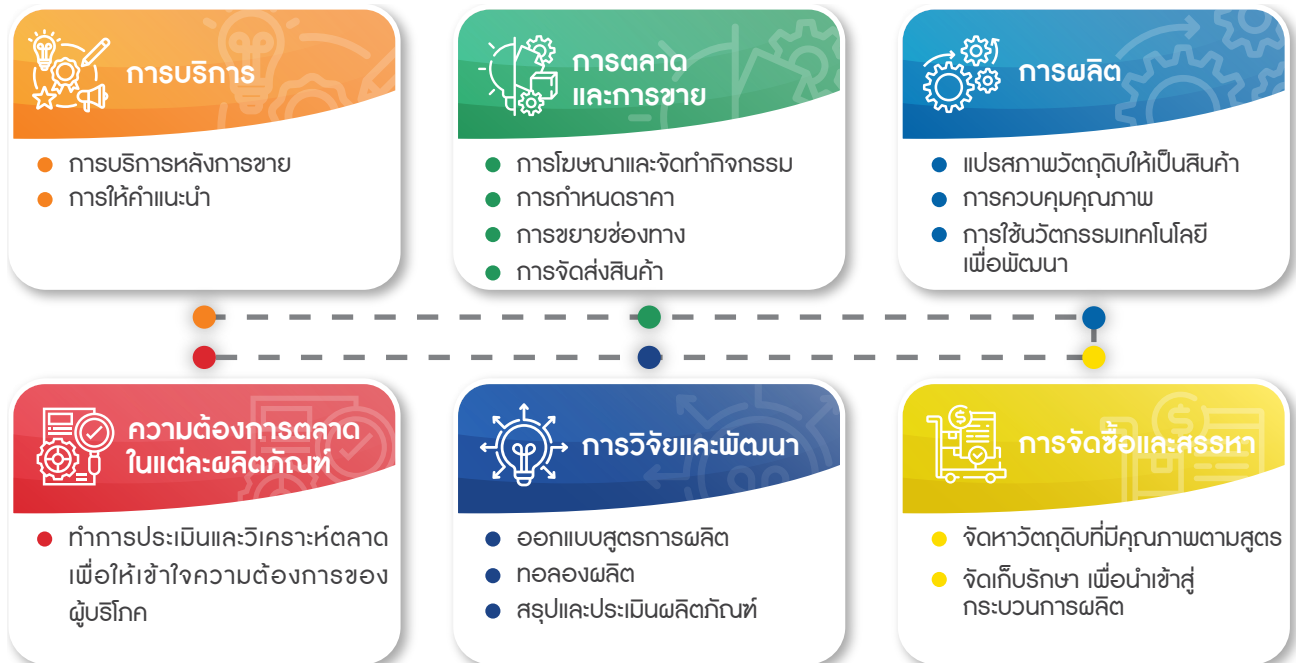 การบริการ
การบริการหลังการขาย
การให้คำแนะนำ
การตลาด
และการขาย
การโฆษณาและจัดทำกิจกรรม
การกำหนดราคา
การขยายช่องทาง
การจัดส่งสินค้า
การผลิต
แปรสภาพวัตถุดิบให้เป็นสินค้า
การควบคุมคุณภาพ
การใช้นวัตกรรมเทคโนโลยี
เพื่อพัฒนา
ความต้องการตลาด
ในแต่ละผลิตภัณฑ์
ทำการประเมินและวิเคราะห์ตลาด
เพื่อให้เข้าใจความต้องการของ
ผู้บริโภค
การวิจัยและพัฒนา
ออกแบบสูตรการผลิต
ทอลองผลิต
สรุปและประเมินผลิตภัณฑ์
การจัดซื้อและสรรหา
จัดหาวัตถุดิบที่มีคุณภาพตามสูตร
จัดเก็บรักษา เพื่อนำเข้าสู่
กระบวนการผลิต